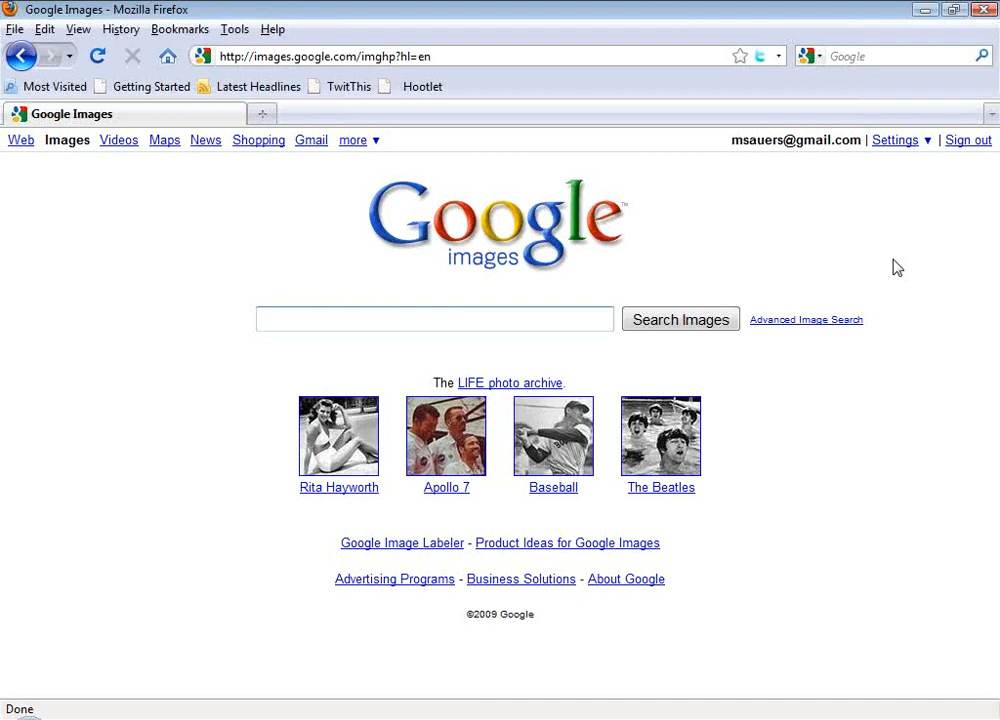 Google Images - Mozilla Firefox
File Edit View History Bookmarks Tools Help
http://images.google.com/imghp?hl=en Google
Most Visited Getting Started Latest Headlines TwitThis Hootlet
Google Images
Web Images Videos Maps News Shopping Gmail more ▼ msauers@gmail.com | Settings ▼ | Sign out
Google™
images
Search Images Advanced Image Search
The LIFE photo archive.
Rita Hayworth Apollo 7 Baseball The Beatles
Google Image Labeler - Product Ideas for Google Images
Advertising Programs - Business Solutions - About Google
©2009 Google
Done